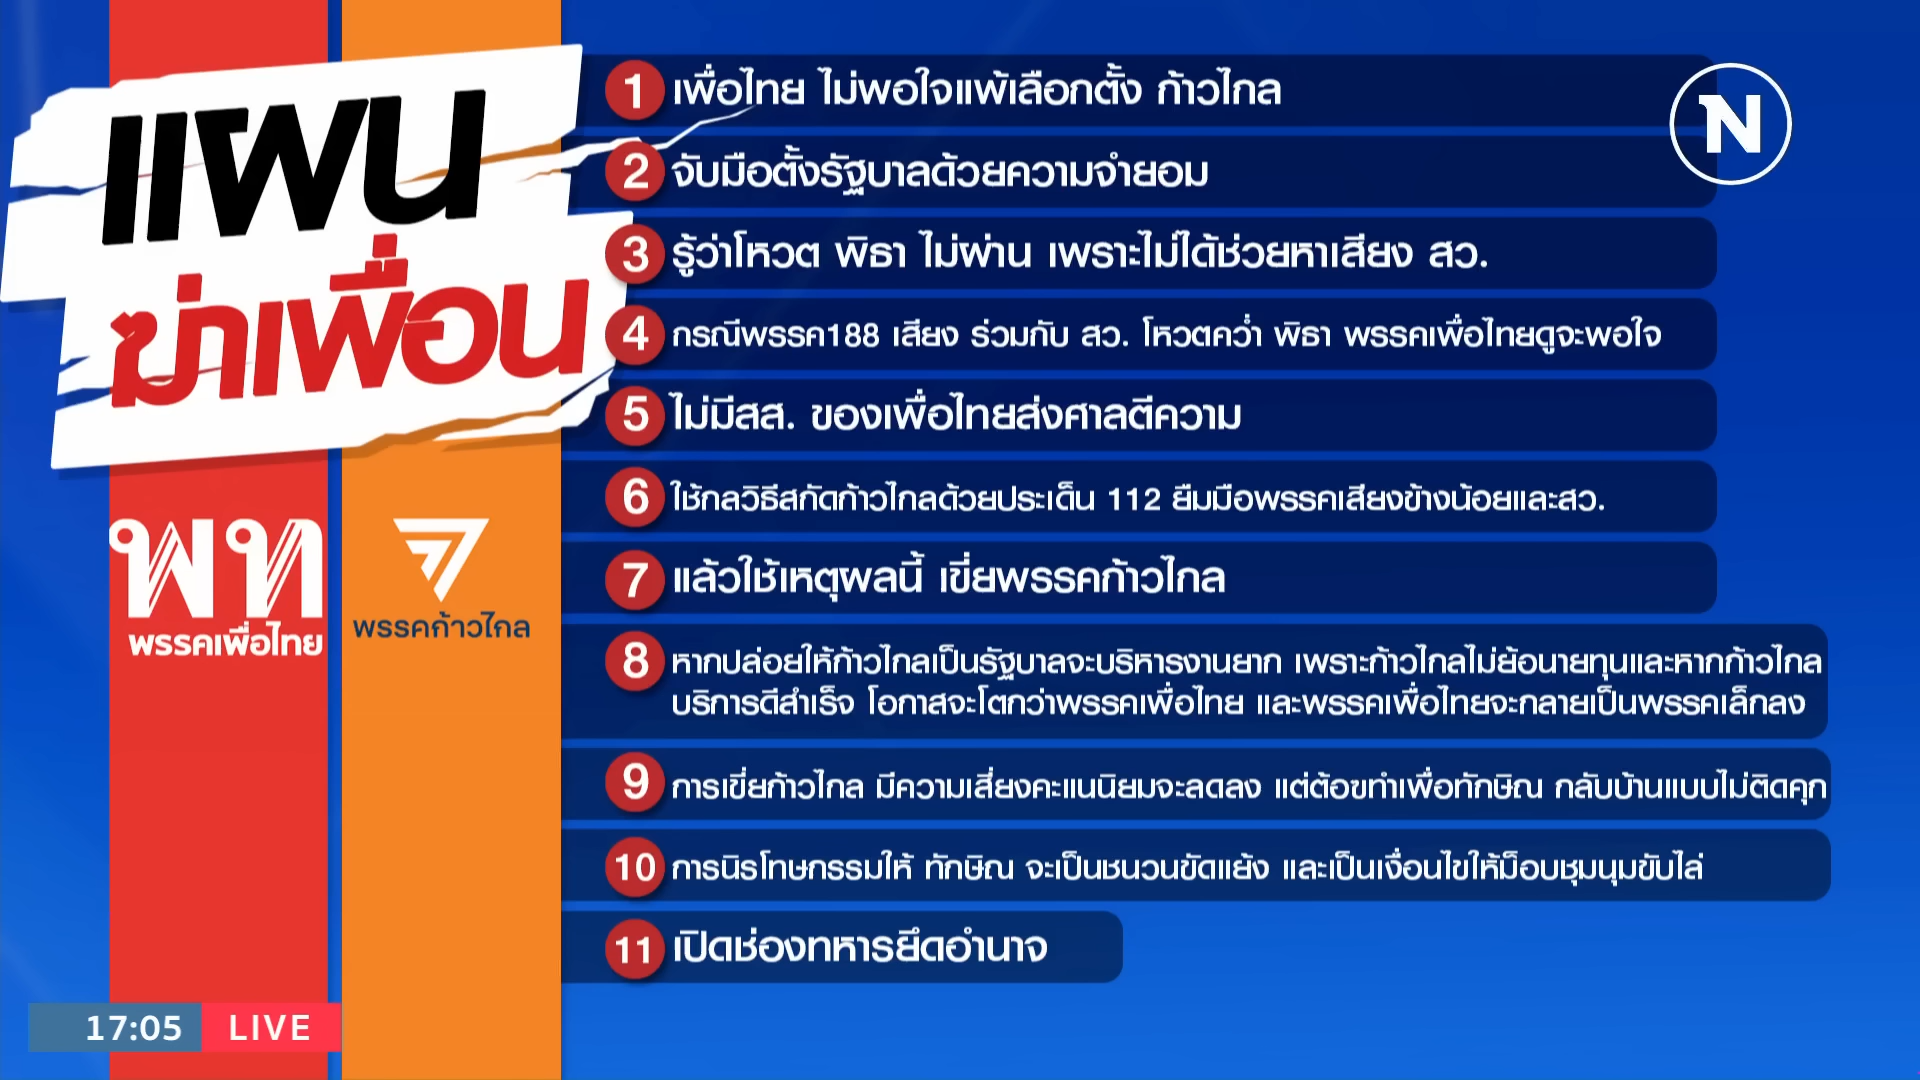 แผน
ฆ่าเพื่อน
พท
พรรคเพื่อไทย
พรรคก้าวไกล
1 เพื่อไทย ไม่พอใจแพ้เลือกตั้ง ก้าวไกล
N
2 จับมือตั้งรัฐบาลด้วยความจำยอม
3 รู้ว่าโหวต พิธา ไม่ผ่าน เพราะไม่ได้ช่วยหาเสียง สว.
4 กรณีพรรค188 เสียง ร่วมกับ สว. โหวตคว่ำ พิธา พรรคเพื่อไทยดูจะพอใจ
5 ไม่มีสส. ของเพื่อไทยส่งศาลตีความ
6 ใช้กลวิธีสกัดก้าวไกลด้วยประเด็น 112 ยืมมือพรรคเสียงข้างน้อยและสว.
7 แล้วใช้เหตุผลนี้ เขี่ยพรรคก้าวไกล
8 หากปล่อยให้ก้าวไกลเป็นรัฐบาลจะบริหารงานยาก เพราะก้าวไกลไม่ย้อนายทุนและหากก้าวไกล
บริการดีสำเร็จ โอกาสจะโตกว่าพรรคเพื่อไทย และพรรคเพื่อไทยจะกลายเป็นพรรคเล็กลง
9 การเขี่ยก้าวไกล มีความเสี่ยงคะแนนิยมจะลดลง แต่ต้อฃทำเพื่อทักษิณ กลับบ้านแบบไม่ติดคุก
10 การนิรโทษกรรมให้ ทักษิณ จะเป็นชนวนขัดแย้ง และเป็นเงื่อนไขให้ม็อบชุมนุมขับไล่
11 เปิดช่องทหารยึดอำนาจ
17:05 LIVE